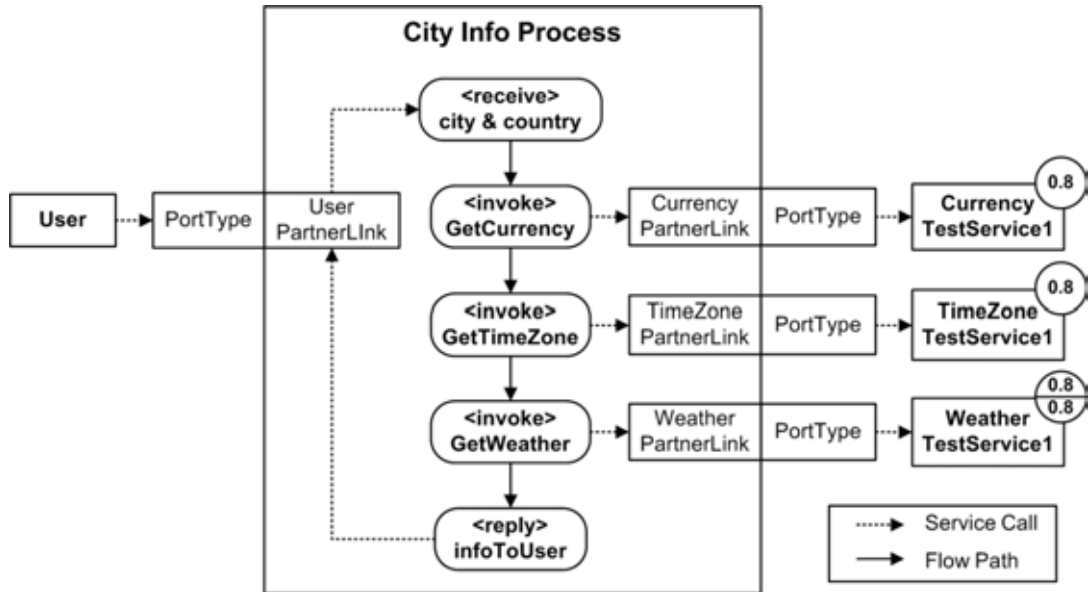 City Info Process
<receive>
city & country
User
PortType
User
PartnerLInk
<invoke>
GetCurrency
Currency
PartnerLink
PortType
Currency
TestService1
0.8
<invoke>
GetTimeZone
TimeZone
PartnerLink
PortType
TimeZone
TestService1
0.8
<invoke>
GetWeather
Weather
PartnerLink
PortType
Weather
TestService1
0.8
0.8
<reply>
infoToUser
Service Call
Flow Path